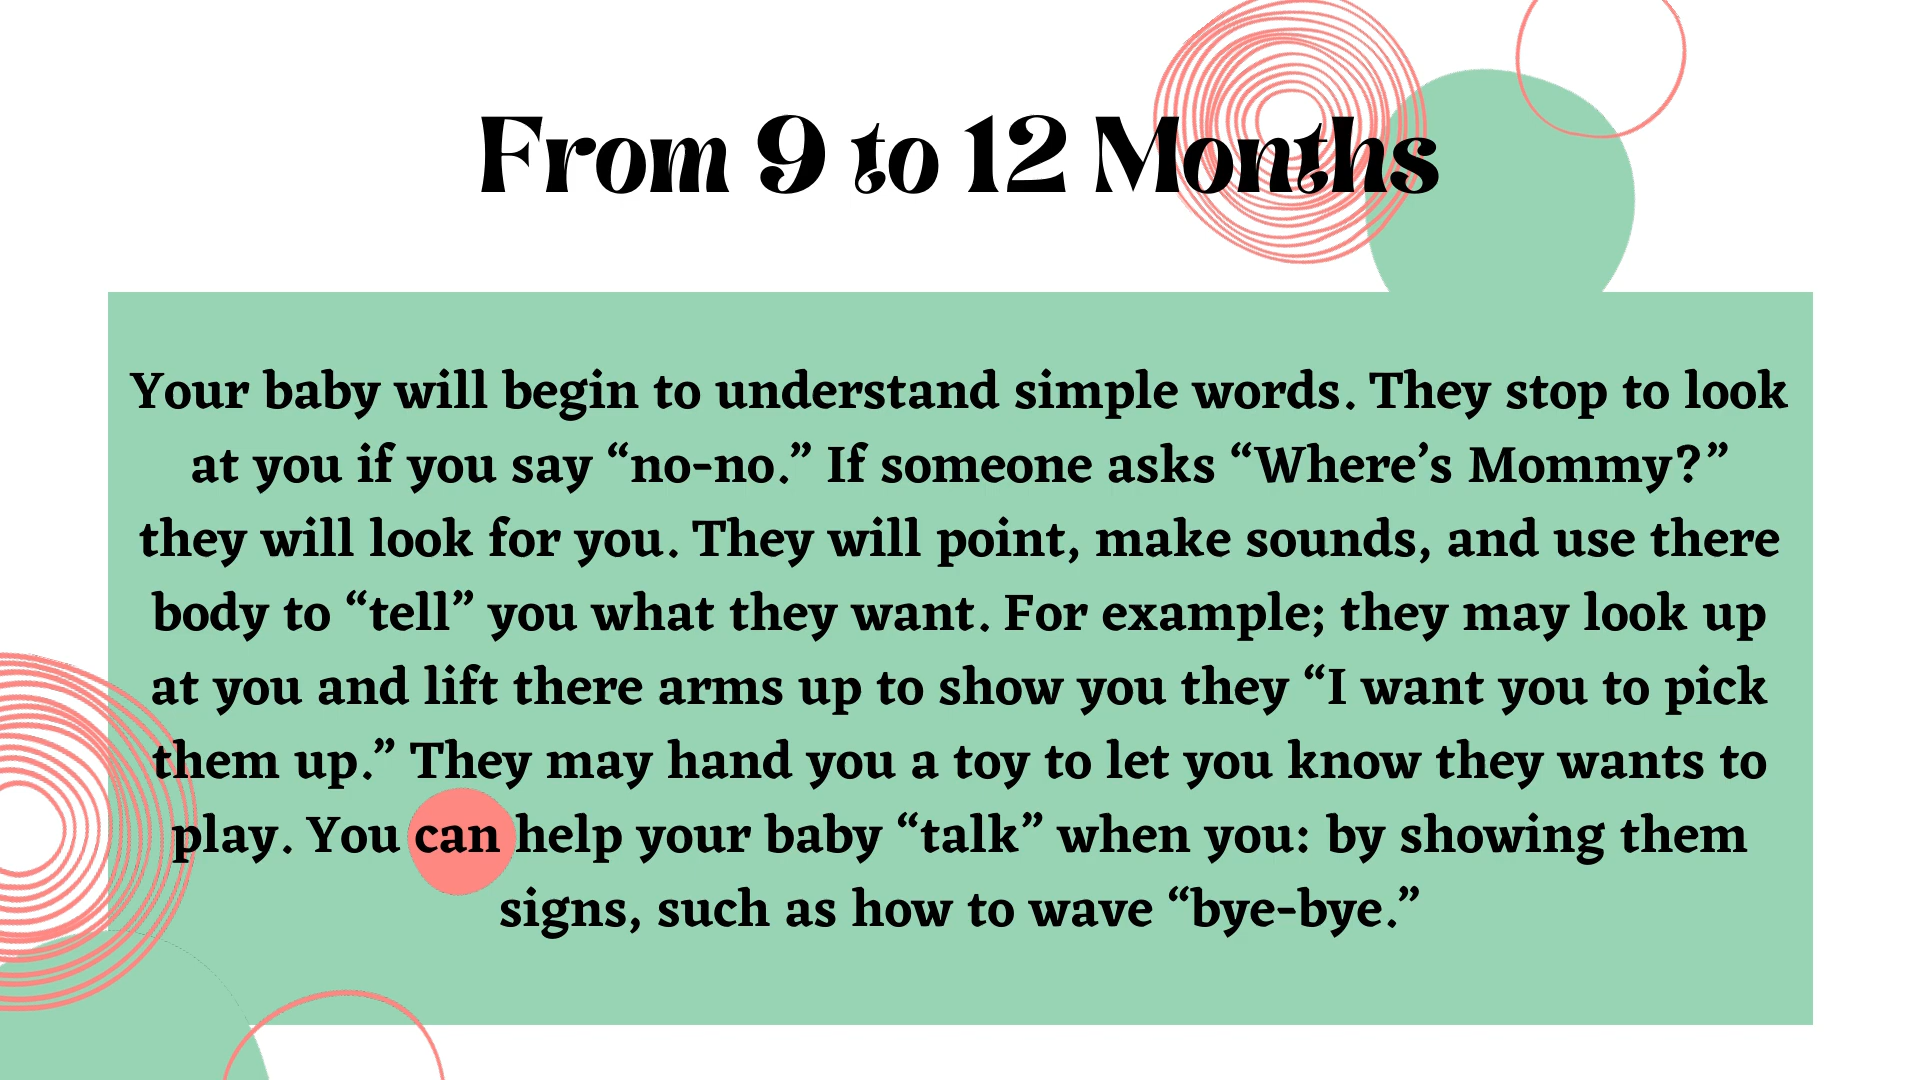 From 9 to 12 Months
Your baby will begin to understand simple words. They stop to look
at you if you say “no-no.” If someone asks “Where’s Mommy?”
they will look for you. They will point, make sounds, and use there
body to “tell” you what they want. For example; they may look up
at you and lift there arms up to show you they “I want you to pick
them up.” They may hand you a toy to let you know they wants to
play. You can help your baby “talk” when you: by showing them
signs, such as how to wave “bye-bye.”